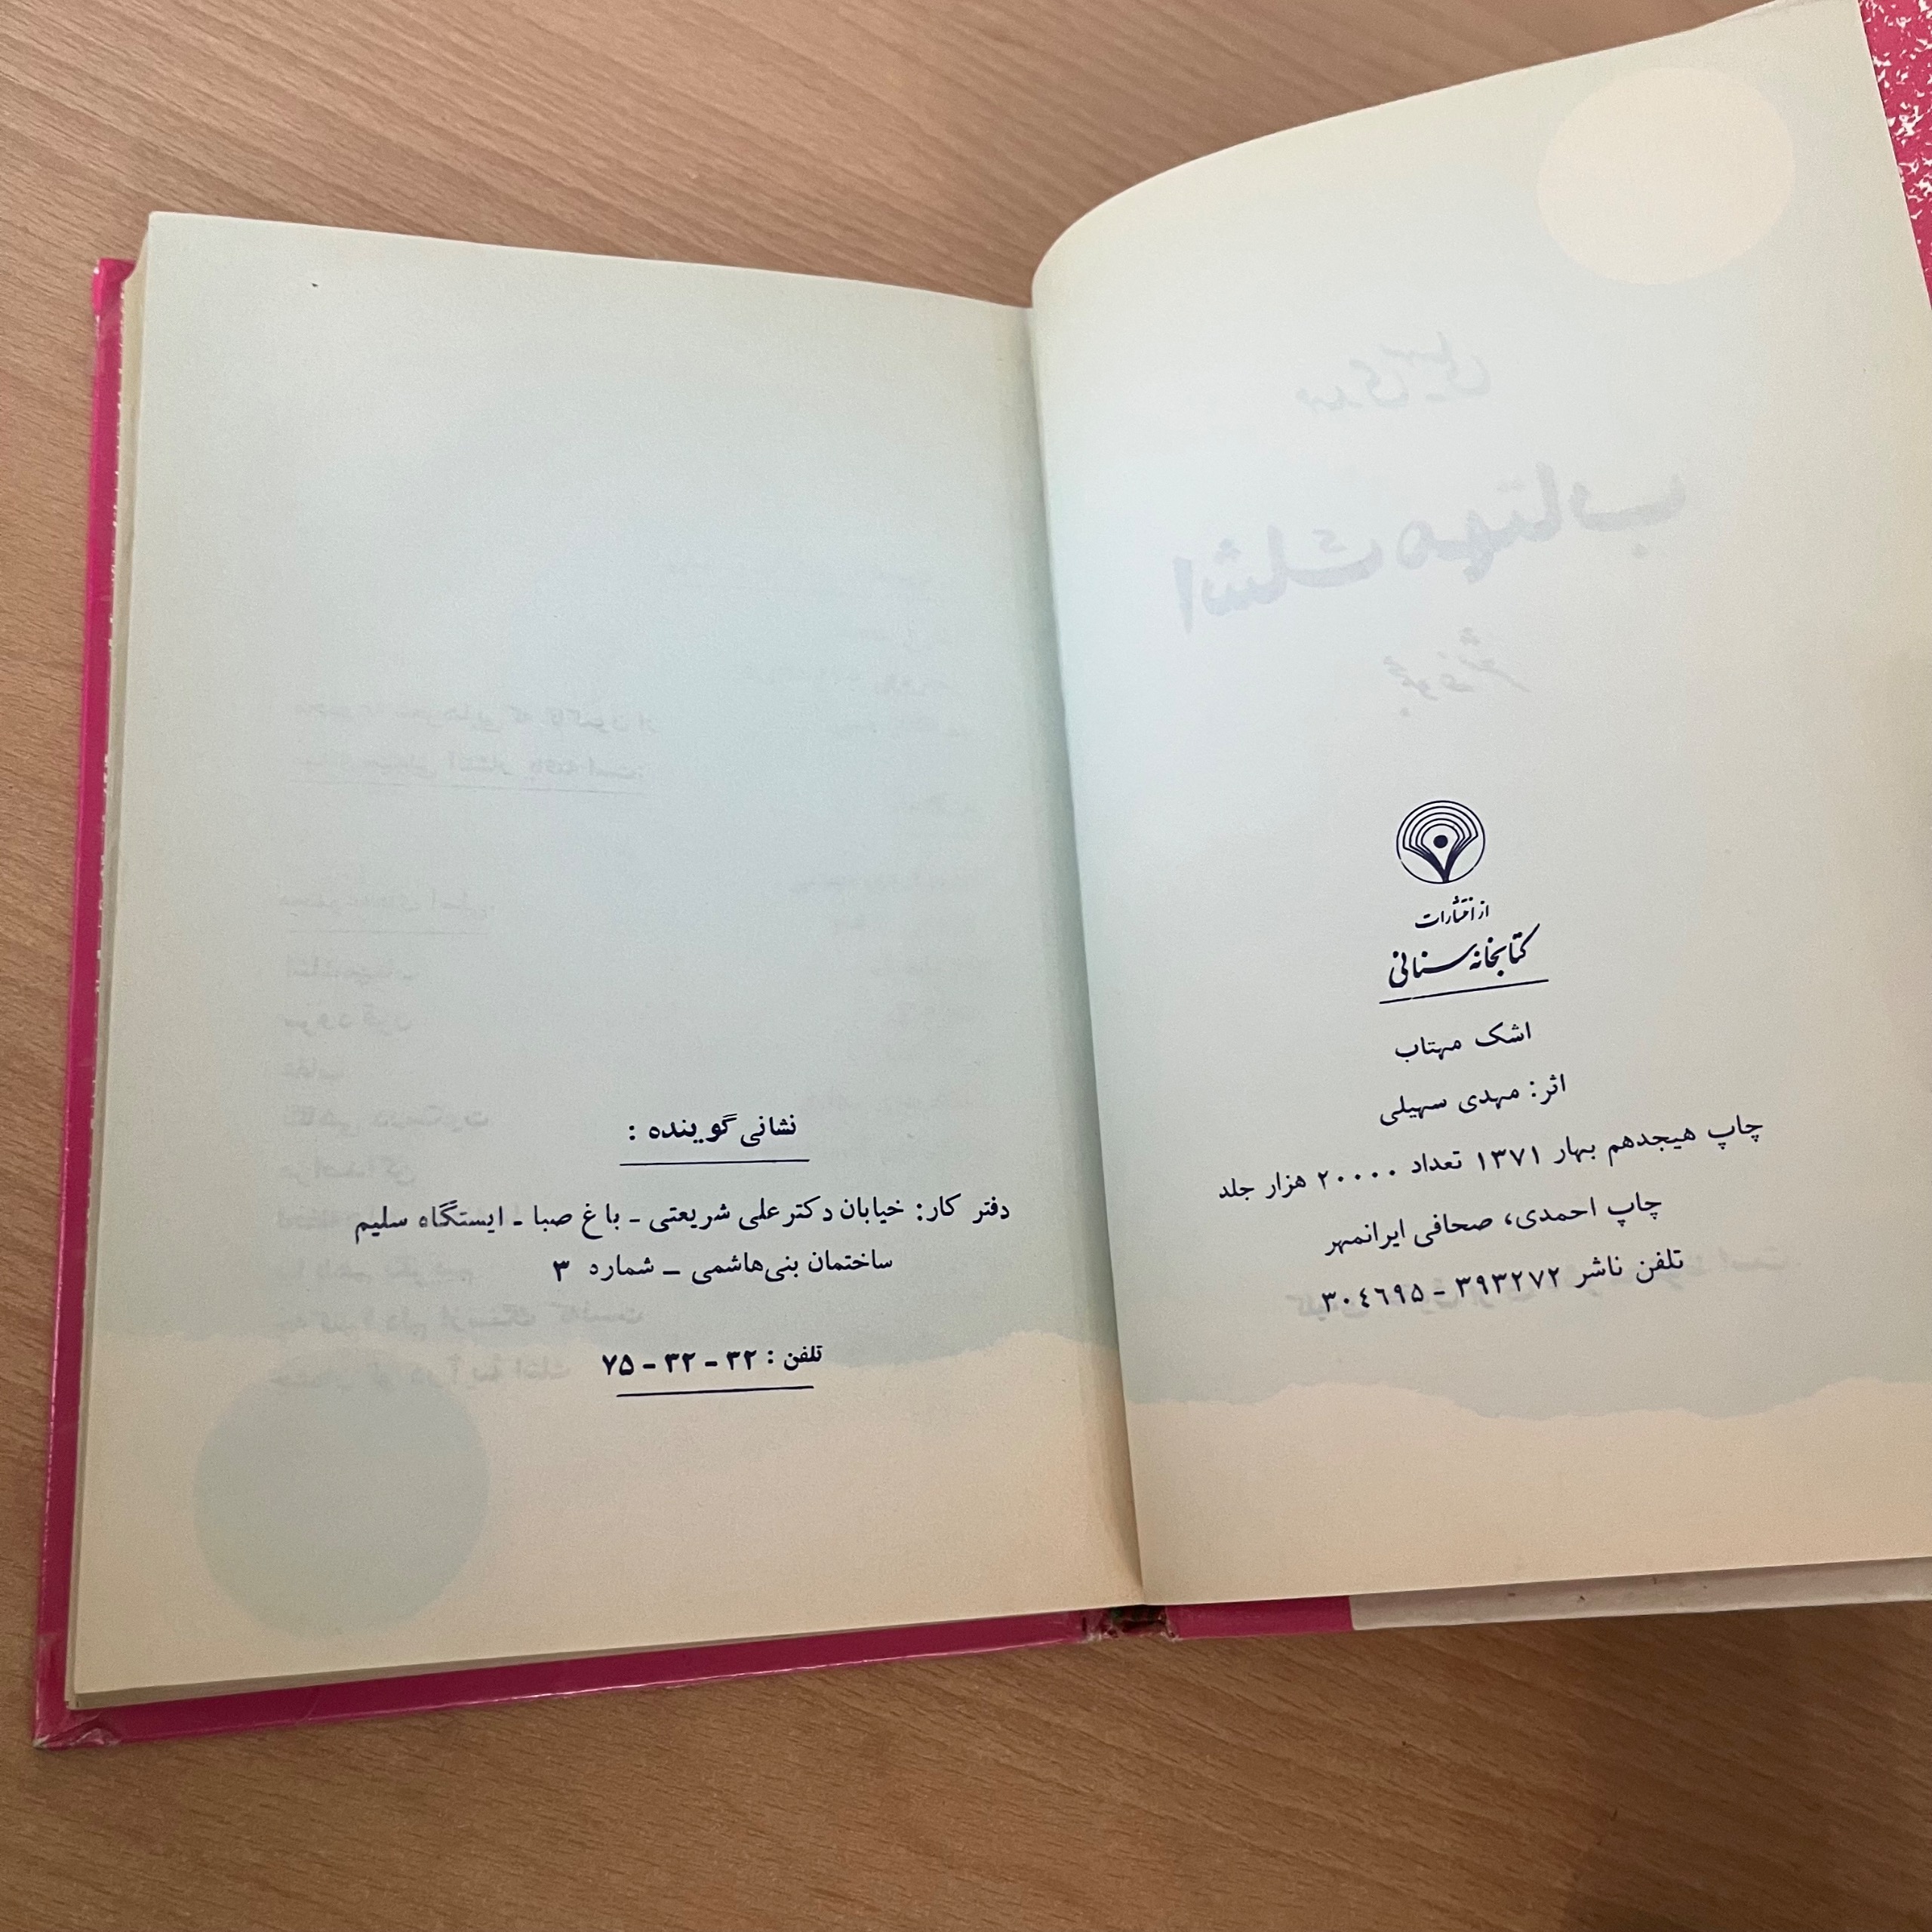 از انتشارات
کتابخانه سنائی
اشک مهتاب
اثر: مهدی سهیلی
چاپ هیجدهم بهار ۱۳۷۱ تعداد ۲۰۰۰۰ هزار جلد
چاپ احمدی، صحافی ایرانمهر
تلفن ناشر ۳۹۳۲۷۲ - ۳۰٤٦۹۵
نشانی گوینده :
دفتر کار: خیابان دکتر علی شریعتی - باغ صبا - ایستگاه سلیم
ساختمان بنی‌هاشمی - شماره ۳
تلفن : ۳۲ - ۳۲ - ۷۵